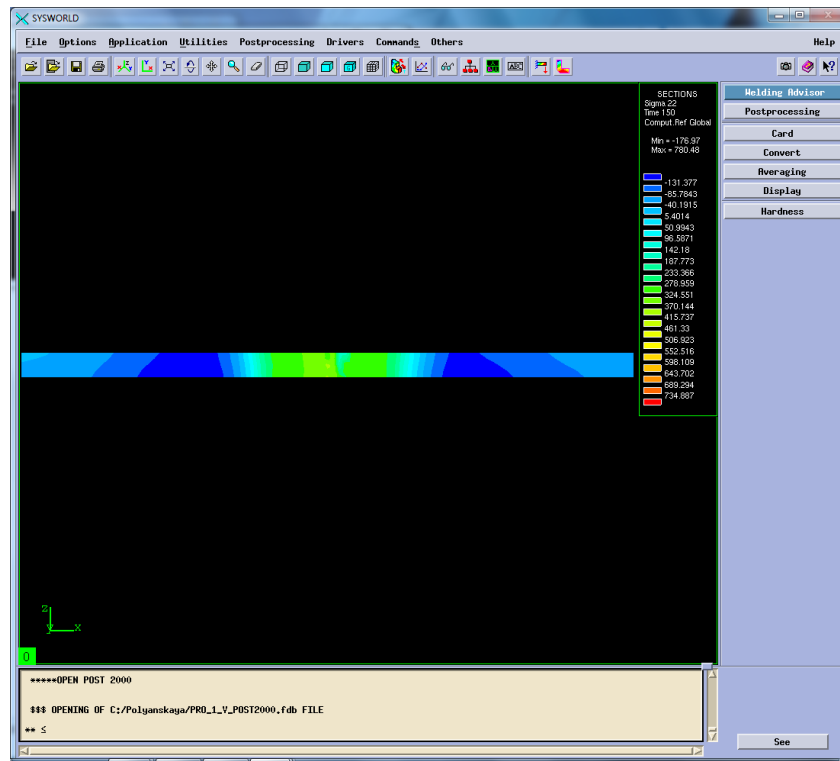 SYSWORLD
File Options Application Utilities Postprocessing Drivers Commands Others Help
SECTIONS
Sigma 22
Time 150
Comput.Ref Global
Min = -176.97
Max = 780.48
-131.377
-85.7843
-40.1915
5.4014
50.9943
96.5871
142.18
187.773
233.366
278.959
324.551
370.144
415.737
461.33
506.923
552.516
598.109
643.702
689.294
734.887
Welding Advisor
Postprocessing
Card
Convert
Averaging
Display
Hardness
Z
Y X
0
*****OPEN POST 2000
$$$ OPENING OF C:/Polyanskaya/PRO_1_V_POST2000.fdb FILE
** ≤
See